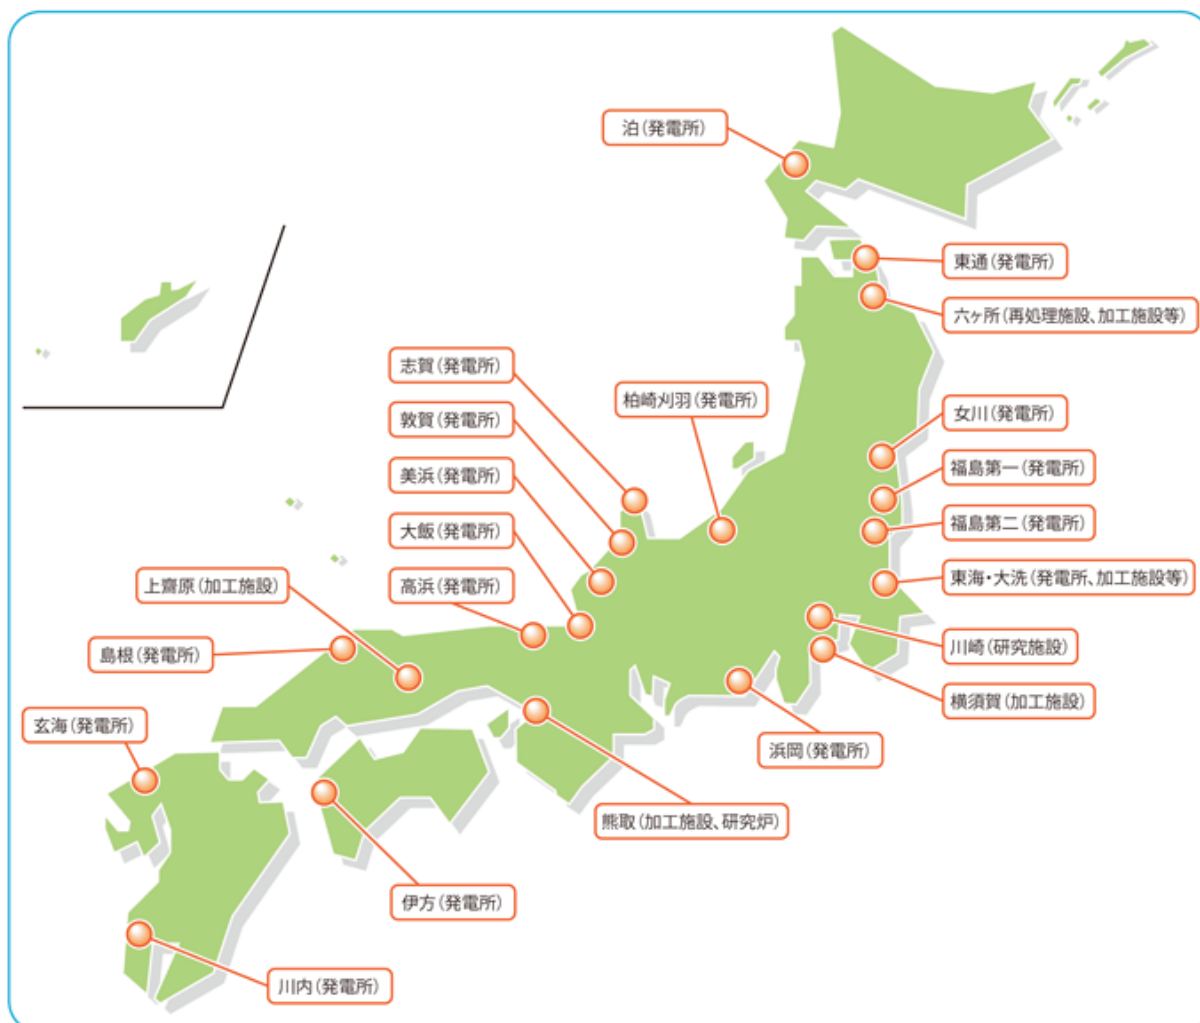 泊(発電所)
東通(発電所)
六ヶ所(再処理施設、加工施設等)
志賀(発電所)
柏崎刈羽(発電所)
敦賀(発電所)
女川(発電所)
美浜(発電所)
福島第一(発電所)
大飯(発電所)
福島第二(発電所)
上齋原(加工施設)
高浜(発電所)
東海・大洗(発電所、加工施設等)
島根(発電所)
川崎(研究施設)
横須賀(加工施設)
玄海(発電所)
浜岡(発電所)
熊取(加工施設、研究炉)
伊方(発電所)
川内(発電所)